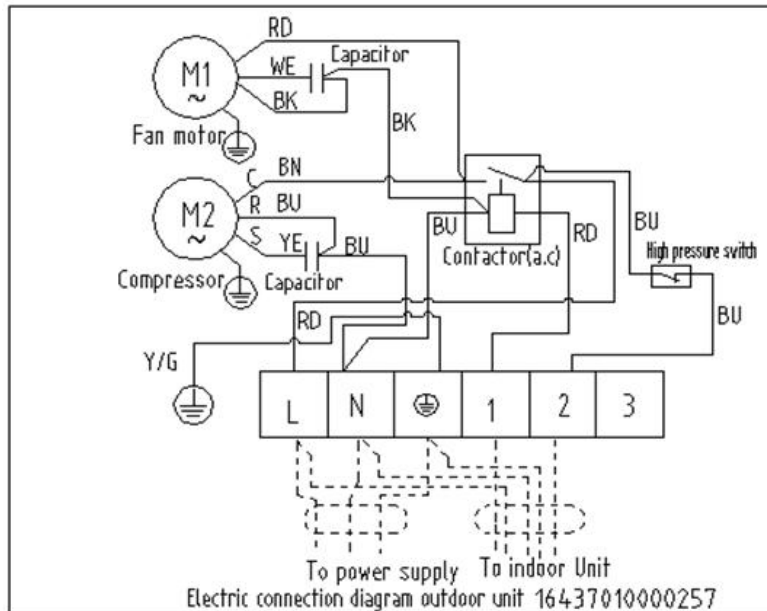 RD
Capacitor
M1
~
WE
BK
BK
Fan motor
C
BN
R
BU
M2
~
S
YE
BU
BU
RD
BU
Contactor(a.c)
High pressure switch
Compressor
Capacitor
RD
BU
Y/G
L
N
1
2
3
To power supply
To indoor Unit
Electric connection diagram outdoor unit 16437010000257